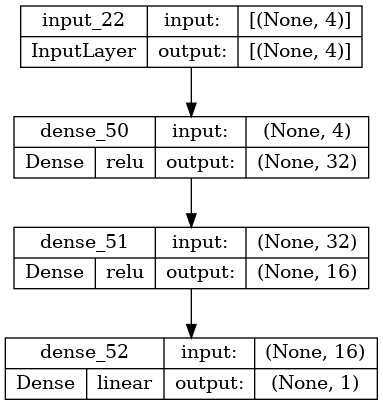 input_22 input: [(None, 4)]
InputLayer output: [(None, 4)]
dense_50 input: (None, 4)
Dense relu output: (None, 32)
dense_51 input: (None, 32)
Dense relu output: (None, 16)
dense_52 input: (None, 16)
Dense linear output: (None, 1)